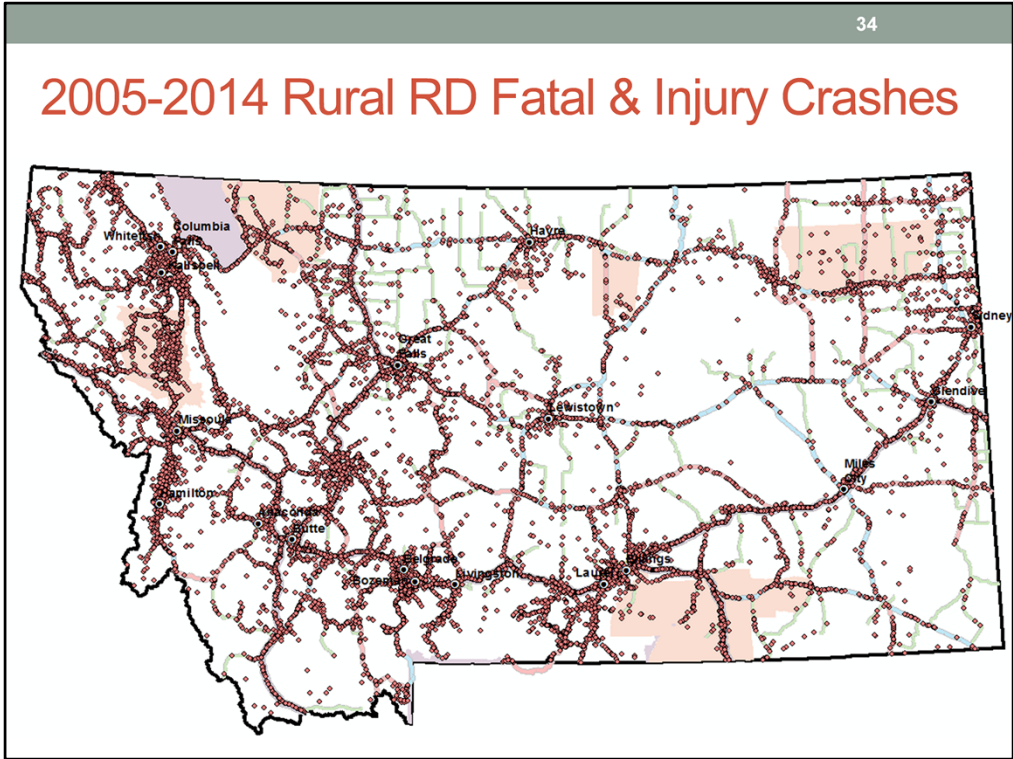 34
2005-2014 Rural RD Fatal & Injury Crashes
Columbia
Falls
Whitefish
Kalispell
Havre
Sidney
Great
Falls
Glendive
Lewistown
Missoula
Miles
City
Hamilton
Anaconda
Butte
Belgrade
Bozeman
Livingston
Laurel
Billings